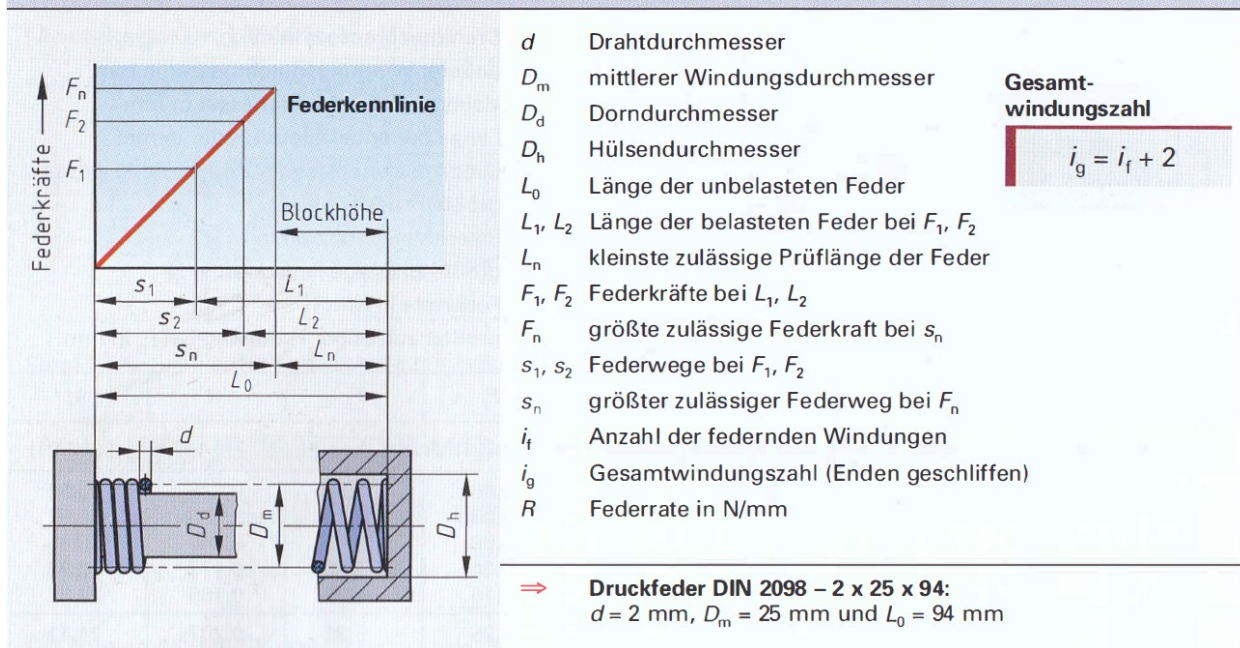 Federkräfte
Fn
F2
F1
Federkennlinie
Blockhöhe
s1
L1
s2
L2
sn
Ln
L0
d
Dd
Dm
Dh
d Drahtdurchmesser
Dm mittlerer Windungsdurchmesser
Dd Dorndurchmesser
Dh Hülsendurchmesser
L0 Länge der unbelasteten Feder
L1, L2 Länge der belasteten Feder bei F1, F2
Ln kleinste zulässige Prüflänge der Feder
F1, F2 Federkräfte bei L1, L2
Fn größte zulässige Federkraft bei sn
s1, s2 Federwege bei F1, F2
sn größter zulässiger Federweg bei Fn
if Anzahl der federnden Windungen
ig Gesamtwindungszahl (Enden geschliffen)
R Federrate in N/mm
Gesamt-
windungszahl
ig = if + 2
⇒ Druckfeder DIN 2098 – 2 x 25 x 94:
d = 2 mm, Dm = 25 mm und L0 = 94 mm